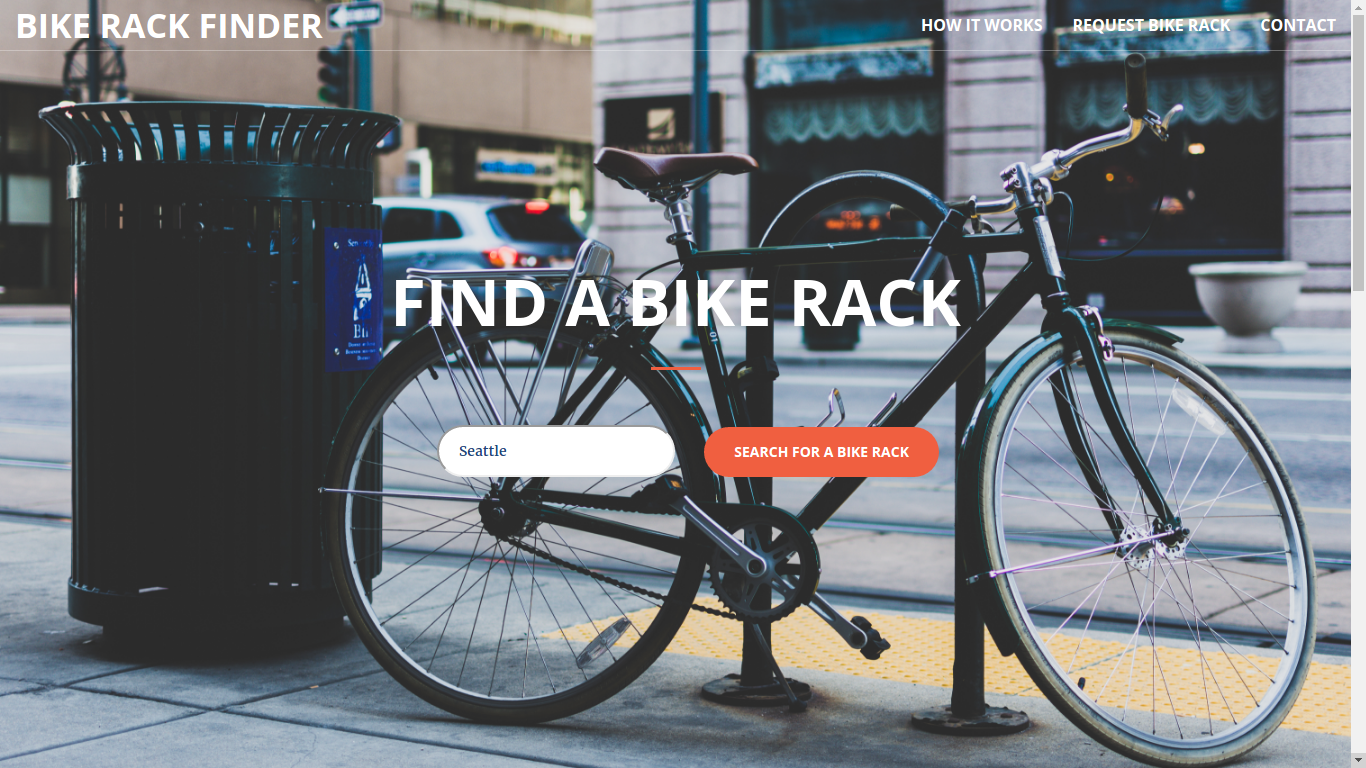 BIKE RACK FINDER
HOW IT WORKS
REQUEST BIKE RACK
CONTACT
FIND A BIKE RACK
Seattle
SEARCH FOR A BIKE RACK